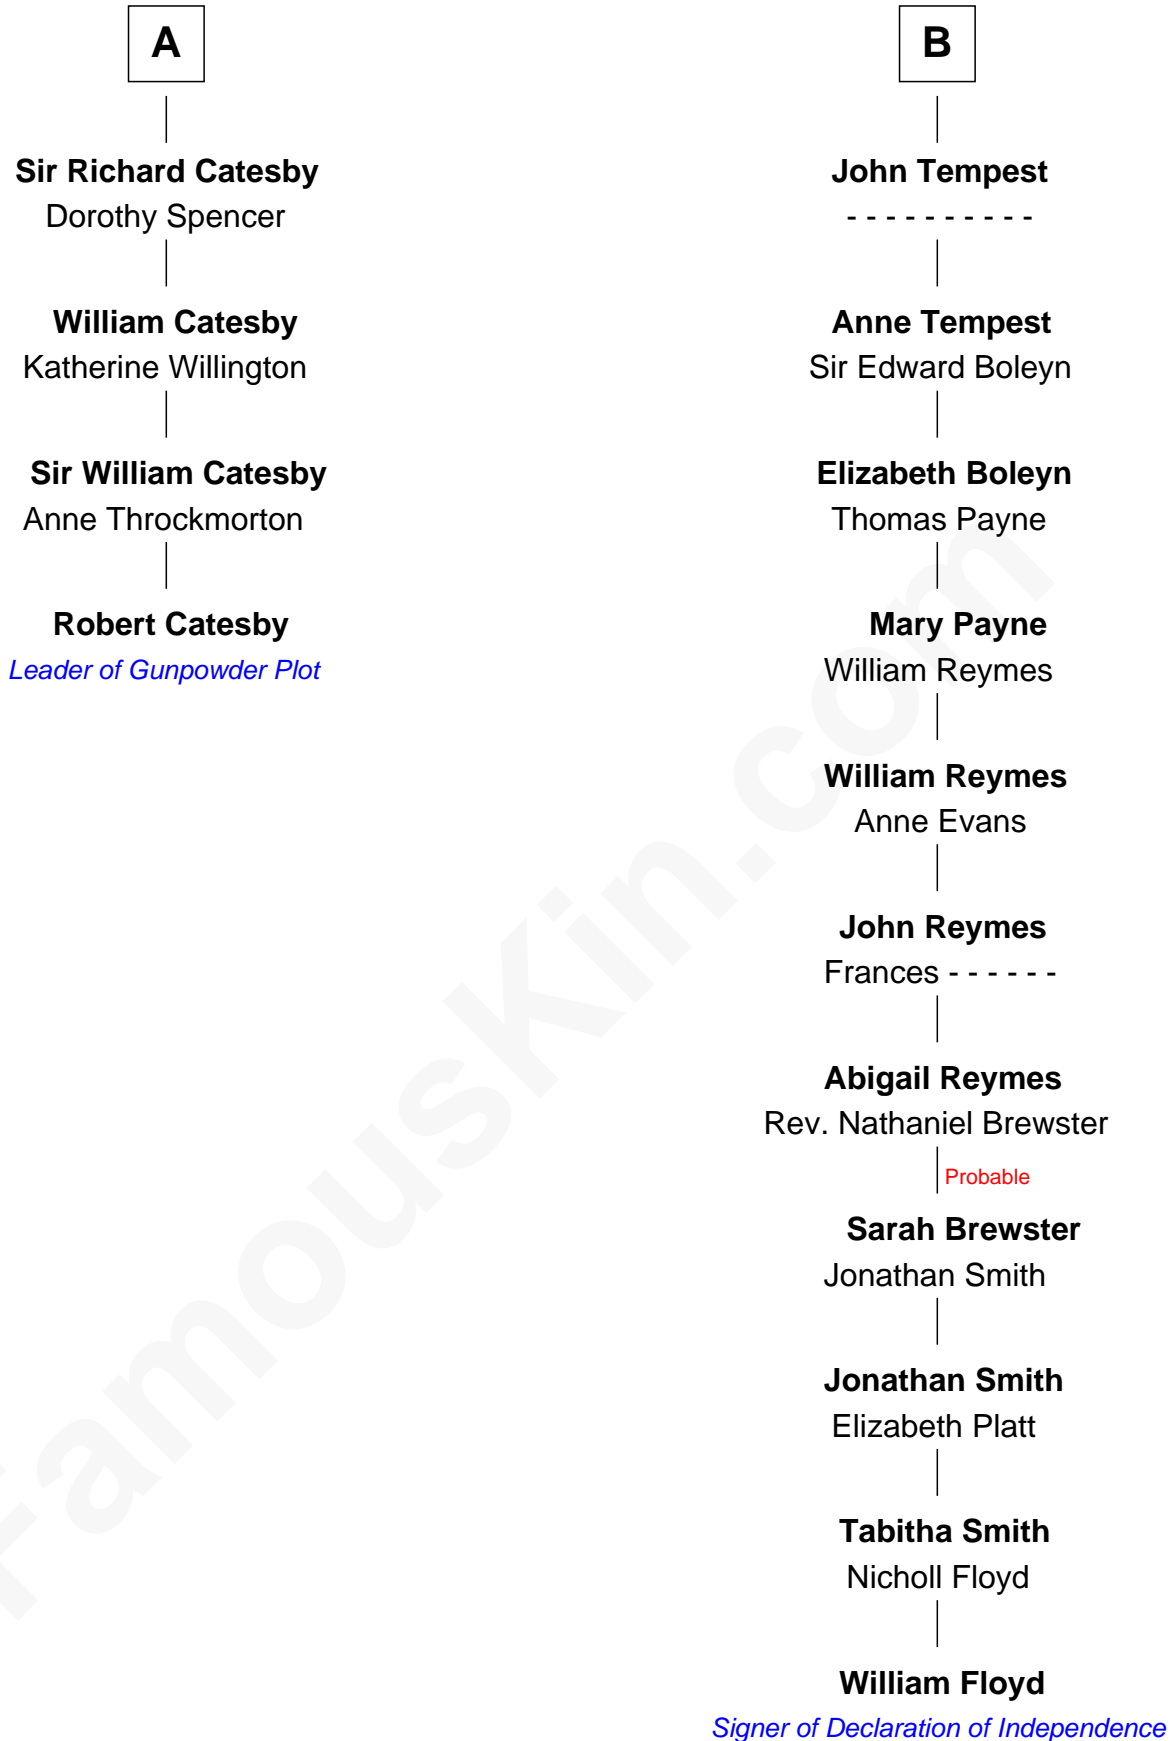 A
Sir Richard Catesby
Dorothy Spencer
William Catesby
Katherine Willington
Sir William Catesby
Anne Throckmorton
Robert Catesby
Leader of Gunpowder Plot
B
John Tempest
- - - - - - - - - -
Anne Tempest
Sir Edward Boleyn
Elizabeth Boleyn
Thomas Payne
Mary Payne
William Reymes
William Reymes
Anne Evans
John Reymes
Frances - - - - - -
Abigail Reymes
Rev. Nathaniel Brewster
Probable
Sarah Brewster
Jonathan Smith
Jonathan Smith
Elizabeth Platt
Tabitha Smith
Nicholl Floyd
William Floyd
Signer of Declaration of Independence
FamousKin.com